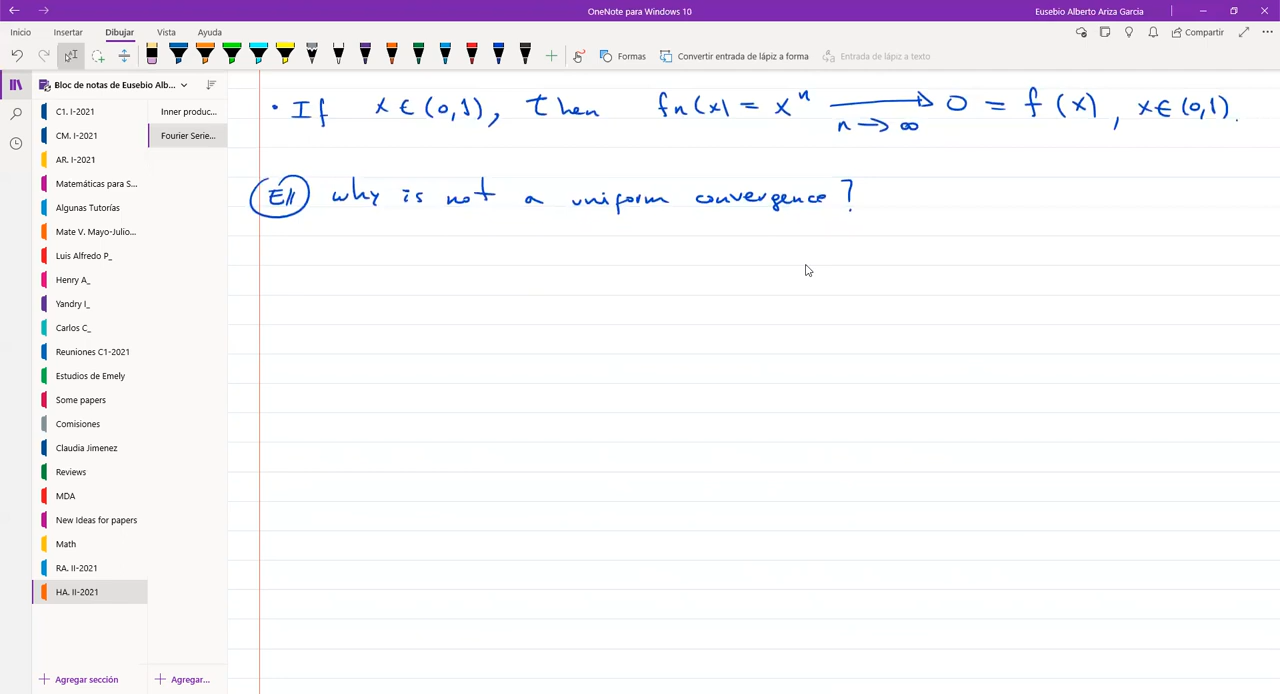 OneNote para Windows 10
Eusebio Alberto Ariza Garcia
Inicio Insertar Dibujar Vista Ayuda
Compartir
Formas Convertir entrada de lápiz a forma Entrada de lápiz a texto
Bloc de notas de Eusebio Alb...
C1. I-2021
CM. I-2021
AR. I-2021
Matemáticas para S...
Algunas Tutorías
Mate V. Mayo-Julio...
Luis Alfredo P_
Henry A_
Yandry I_
Carlos C_
Reuniones C1-2021
Estudios de Emely
Some papers
Comisiones
Claudia Jimenez
Reviews
MDA
New Ideas for papers
Math
RA. II-2021
HA. II-2021
Agregar sección
Inner produc...
Fourier Serie...
Agregar...
• If x ∈ (0,1), then fn(x) = x^n → 0 = f(x), x ∈ (0,1).
n → ∞
why is not a uniform convergence?